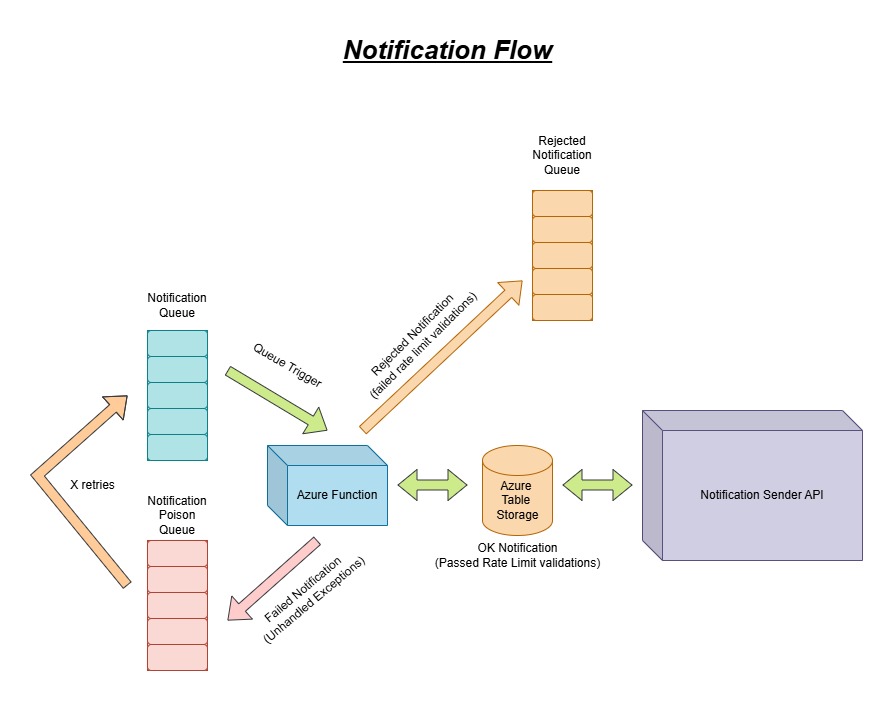 Notification Flow
Rejected
Notification
Queue
Notification
Queue
Queue Trigger
Rejected Notification
(failed rate limit validations)
X retries
Azure Function
Azure
Table
Storage
Notification Sender API
Notification
Poison
Queue
OK Notification
(Passed Rate Limit validations)
Failed Notification
(Unhandled Exceptions)